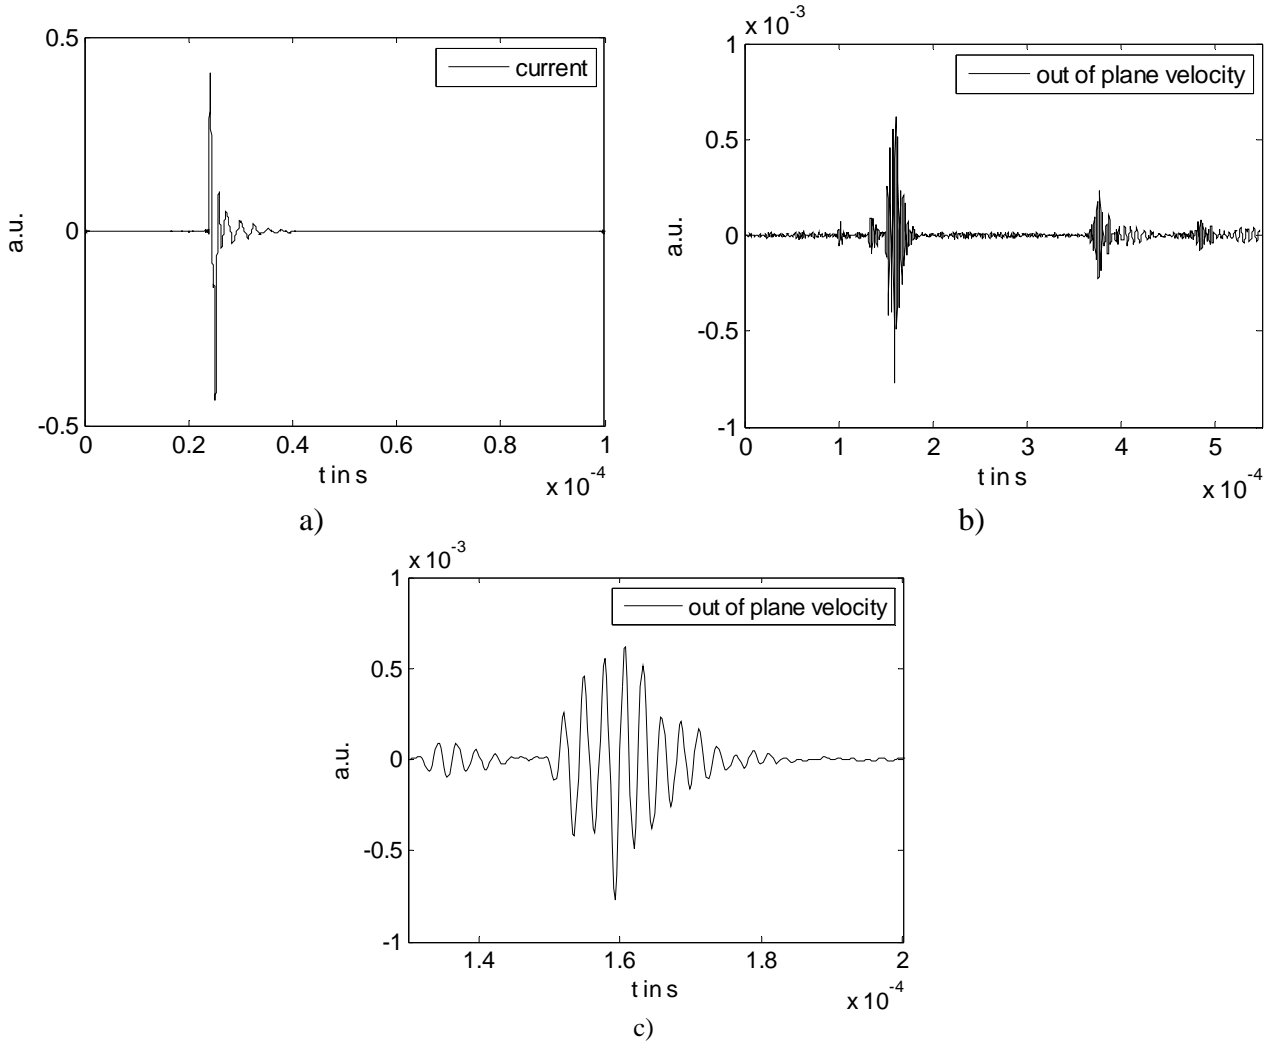 0.5
current
0
-0.5
a.u.
0 0.2 0.4 0.6 0.8 1
t in s
x 10-4
a)
x 10-3
1
out of plane velocity
0.5
0
-0.5
-1
a.u.
0 1 2 3 4 5
t in s
x 10-4
b)
x 10-3
1
out of plane velocity
0.5
0
-0.5
-1
a.u.
1.4 1.6 1.8 2
t in s
x 10-4
c)